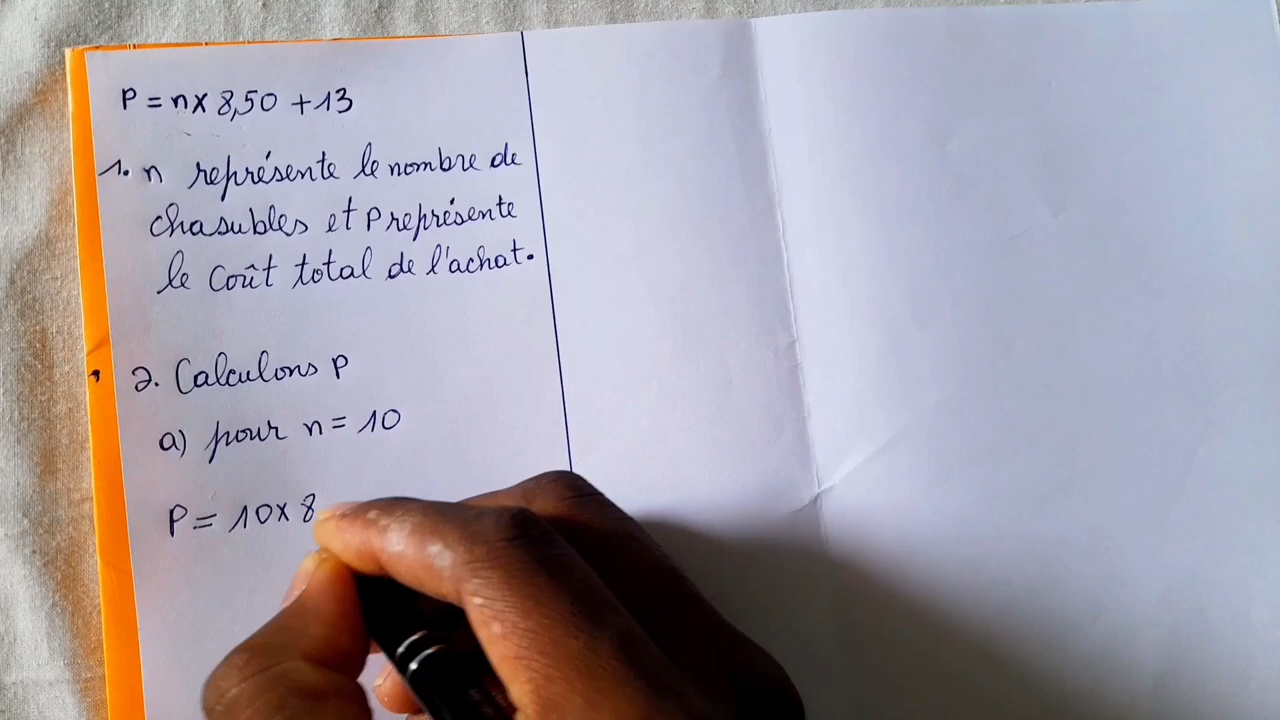 P = n x 8,50 + 13
1. n représente le nombre de
chasubles et P représente
le coût total de l'achat.
2. Calculons P
a) pour n = 10
P = 10 x 8